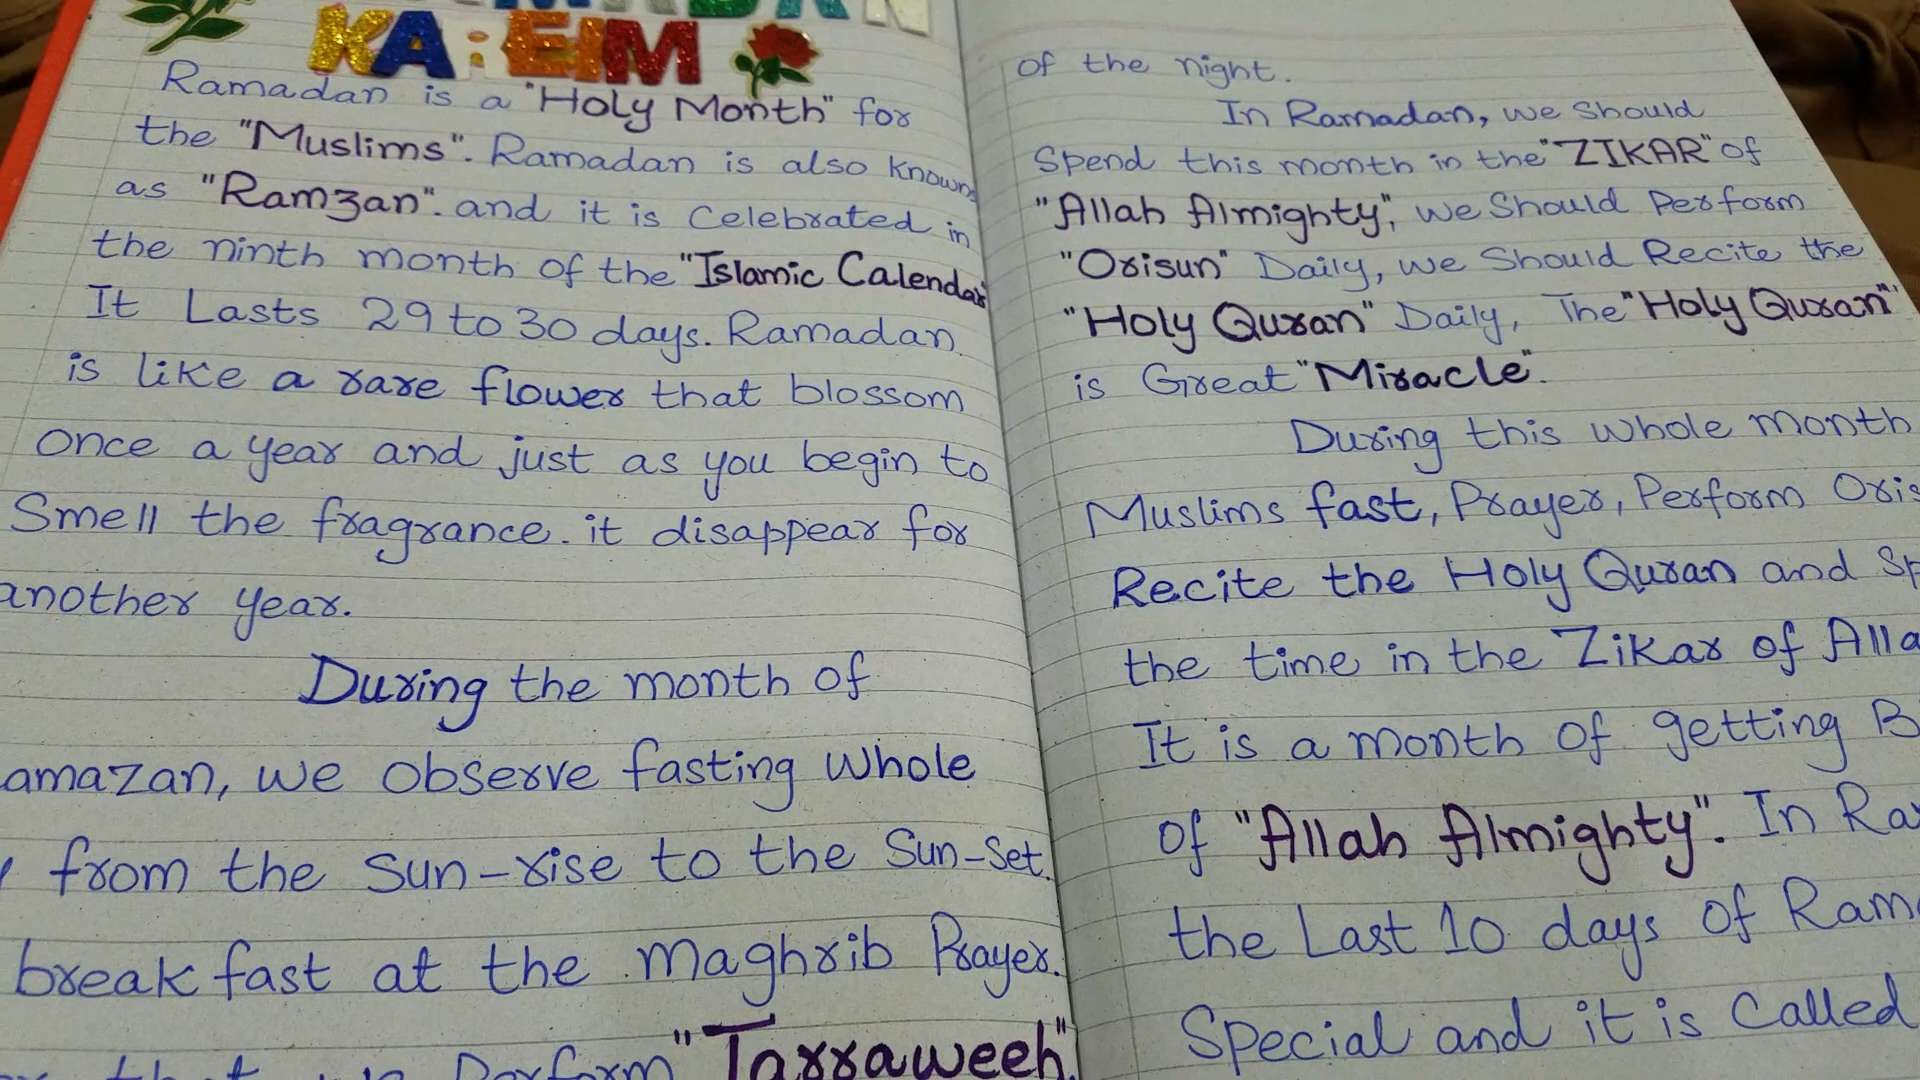 KAREIM
Ramadan is a "Holy Month" for
the "Muslims". Ramadan is also known
as "Ramzan". and it is Celebrated in
the ninth month of the "Islamic Calendar"
It Lasts 29 to 30 days. Ramadan
is like a rare flower that blossom
Once a year and just as you begin to
Smell the fragrance. it disappear for
another year.
During the month of
amazan, we observe fasting whole
from the Sun-rise to the Sun-Set.
break fast at the maghrib Prayer.
Perform "Tarraweeh".
of the night.
In Ramadan, we Should
Spend this month in the "ZIKAR" of
"Allah Almighty", we Should Perform
"Orisun" Daily, we Should Recite the
"Holy Quran" Daily, The "Holy Quran"
is Great "Miracle".
During this whole month
Muslims fast, Prayer, Perform Oris
Recite the Holy Quran and Sp
the time in the Zikar of Alla
It is a month of getting B
of "Allah Almighty". In Ra
the Last 10 days of Rama
Special and it is Called